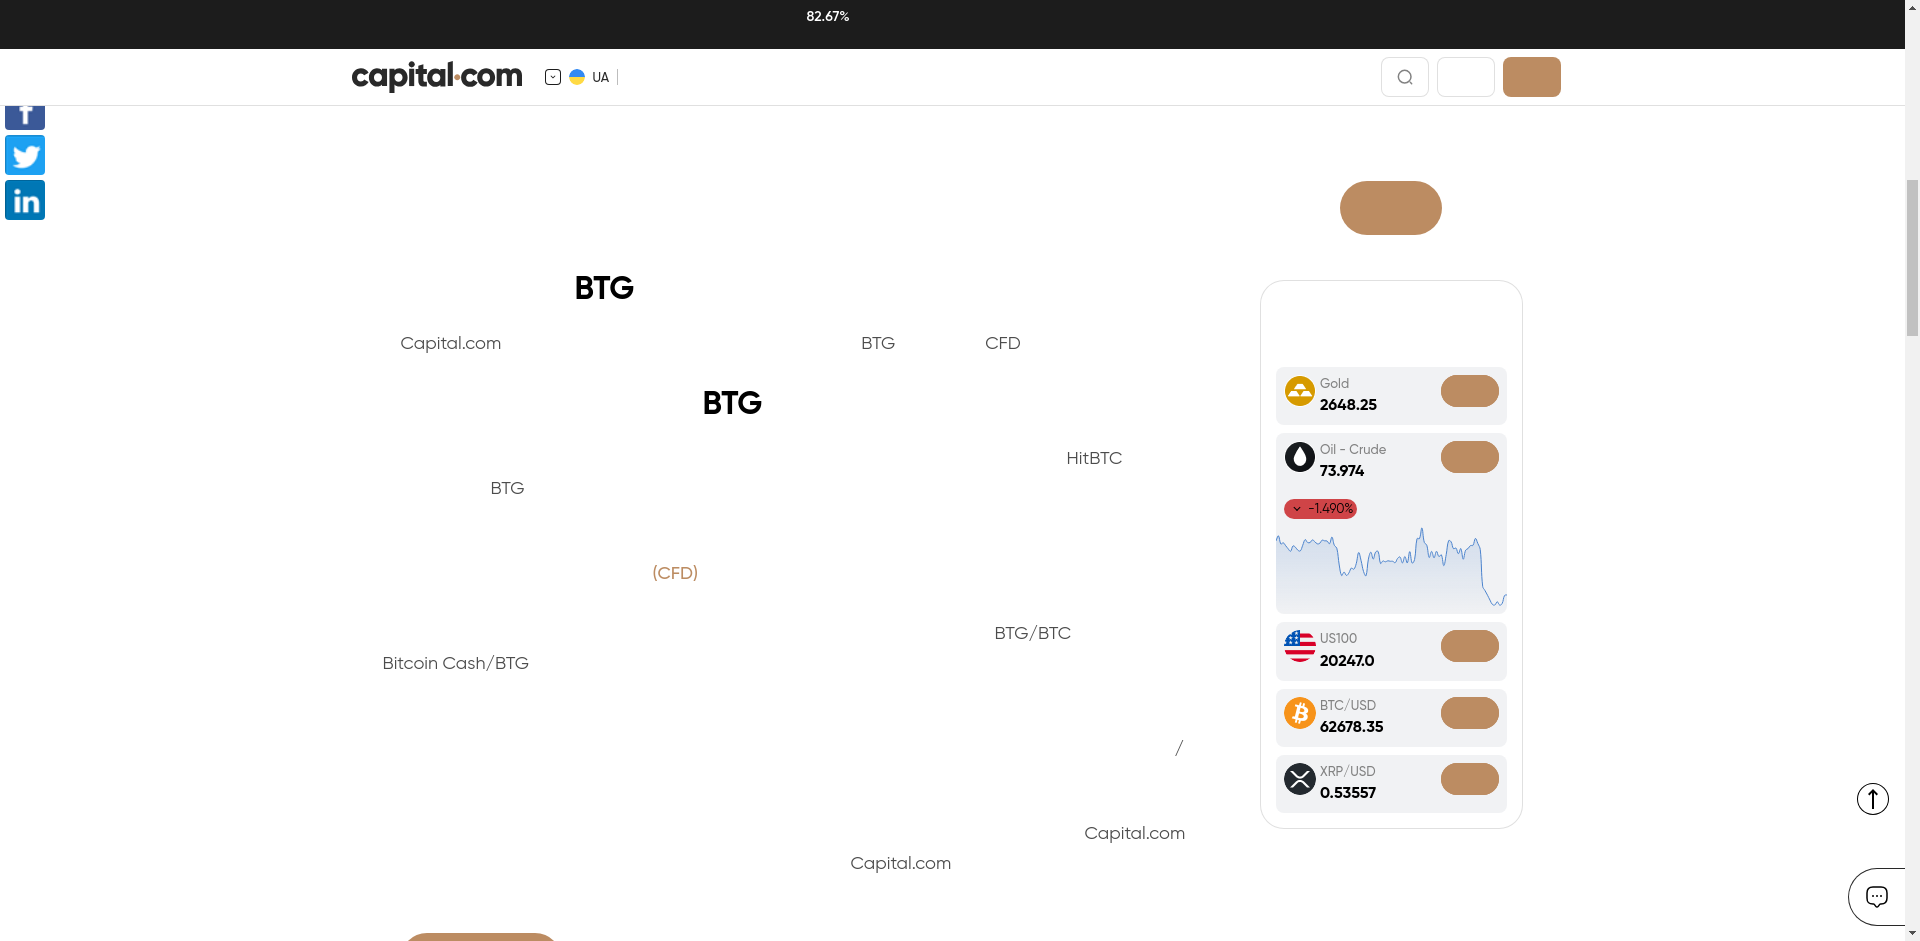 82.67%
capital.com
UA
BTG
Capital.com BTG CFD
BTG
HitBTC
BTG
(CFD)
BTG/BTC
Bitcoin Cash/BTG
/
Capital.com
Capital.com
Gold
2648.25
Oil - Crude
73.974
-1.490%
US100
20247.0
BTC/USD
62678.35
XRP/USD
0.53557